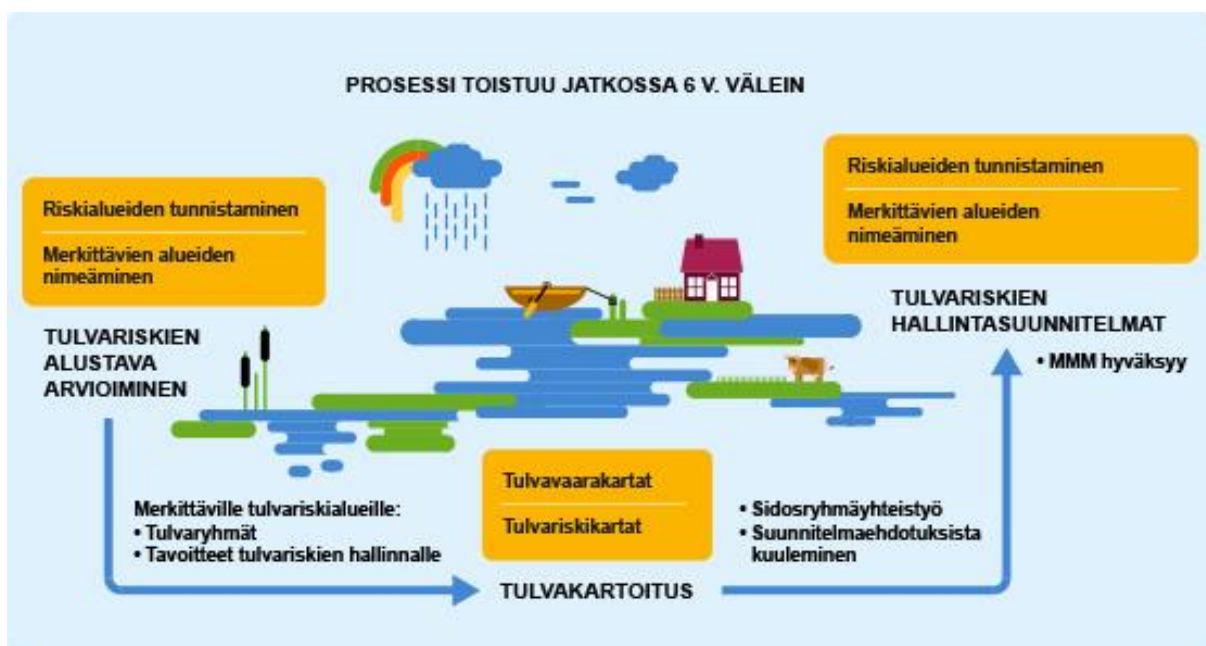 PROSESSI TOISTUU JATKOSSA 6 V. VÄLEIN
Riskialueiden tunnistaminen
Merkittävien alueiden
nimeäminen
TULVARISKIEN
ALUSTAVA
ARVIOIMINEN
Merkittäville tulvariskialueille:
• Tulvaryhmät
• Tavoitteet tulvariskien hallinnalle
Tulvavaarakartat
Tulvariskikartat
TULVAKARTOITUS
• Sidosryhmäyhteistyö
• Suunnitelmaehdotuksista
kuuleminen
Riskialueiden tunnistaminen
Merkittävien alueiden
nimeäminen
TULVARISKIEN
HALLINTASUUNNITELMAT
• MMM hyväksyy